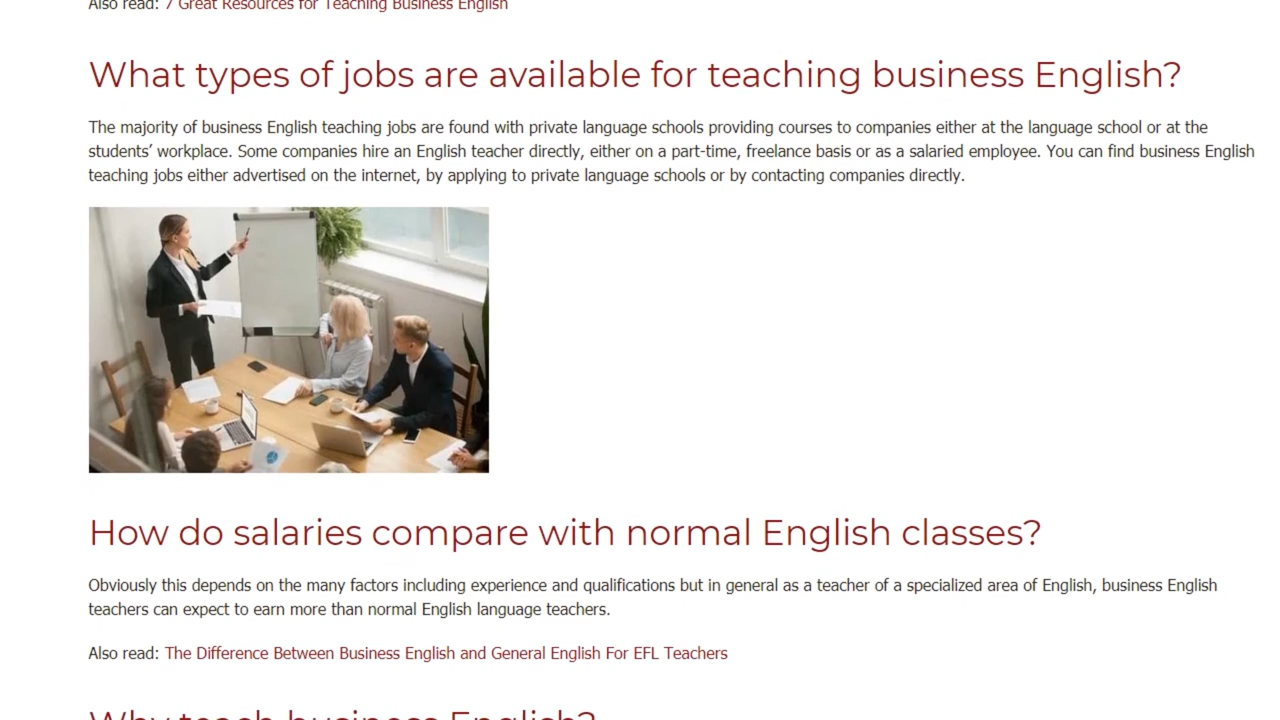 Also read: 7 Great Resources for Teaching Business English
What types of jobs are available for teaching business English?
The majority of business English teaching jobs are found with private language schools providing courses to companies either at the language school or at the
students’ workplace. Some companies hire an English teacher directly, either on a part-time, freelance basis or as a salaried employee. You can find business English
teaching jobs either advertised on the internet, by applying to private language schools or by contacting companies directly.
How do salaries compare with normal English classes?
Obviously this depends on the many factors including experience and qualifications but in general as a teacher of a specialized area of English, business English
teachers can expect to earn more than normal English language teachers.
Also read: The Difference Between Business English and General English For EFL Teachers
Why teach business English?